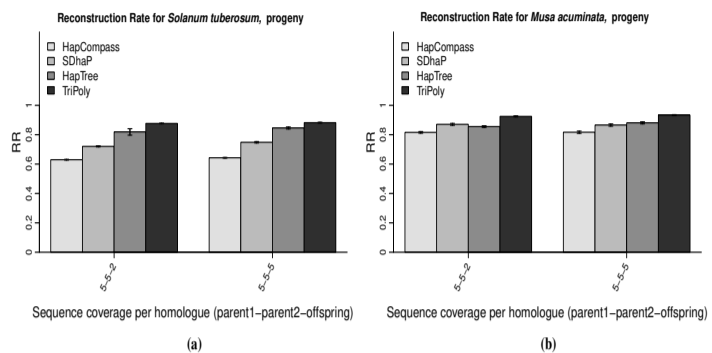 Reconstruction Rate for Solanum tuberosum, progeny
HapCompass
SDhaP
HapTree
TriPoly
RR
1
0.8
0.6
0.4
0.2
0
5−5−2
5−5−5
Sequence coverage per homologue (parent1−parent2−offspring)
(a)
Reconstruction Rate for Musa acuminata, progeny
HapCompass
SDhaP
HapTree
TriPoly
RR
1
0.8
0.6
0.4
0.2
0
5−5−2
5−5−5
Sequence coverage per homologue (parent1−parent2−offspring)
(b)